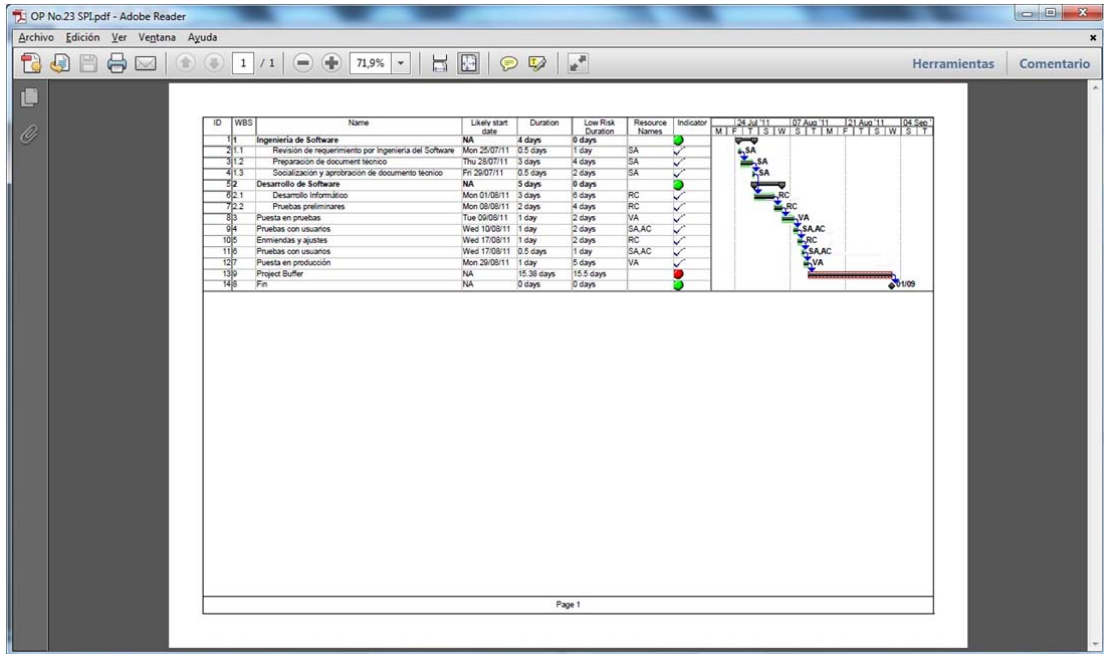 OP No.23 SPI.pdf - Adobe Reader
Archivo Edición Ver Ventana Ayuda
1 / 1 71,9% Herramientas Comentario
ID WBS Name Likely start date Duration Low Risk Duration Resource Names Indicator 24 Jul '11 07 Aug '11 21 Aug '11 04 Sep '
M F T S W S T M F T S W S T
1 1 Ingeniería de Software NA 4 days 0 days
2 1.1 Revisión de requerimiento por Ingenieria del Software Mon 25/07/11 0.5 days 1 day SA SA
3 1.2 Preparación de document técnico Thu 28/07/11 3 days 4 days SA SA
4 1.3 Socialización y aprobración de documento técnico Fri 29/07/11 0.5 days 2 days SA SA
5 2 Desarrollo de Software NA 5 days 0 days
6 2.1 Desarrollo Informático Mon 01/08/11 3 days 6 days RC RC
7 2.2 Pruebas preliminares Mon 08/08/11 2 days 4 days RC RC
8 3 Puesta en pruebas Tue 09/08/11 1 day 2 days VA VA
9 4 Pruebas con usuarios Wed 10/08/11 1 day 2 days SA,AC SA,AC
10 5 Enmiendas y ajustes Wed 17/08/11 1 day 2 days RC RC
11 6 Pruebas con usuarios Wed 17/08/11 0.5 days 1 day SA,AC SA,AC
12 7 Puesta en producción Mon 29/08/11 1 day 5 days VA VA
13 9 Project Buffer NA 15.38 days 15.5 days
14 8 Fin NA 0 days 0 days 01/09
Page 1